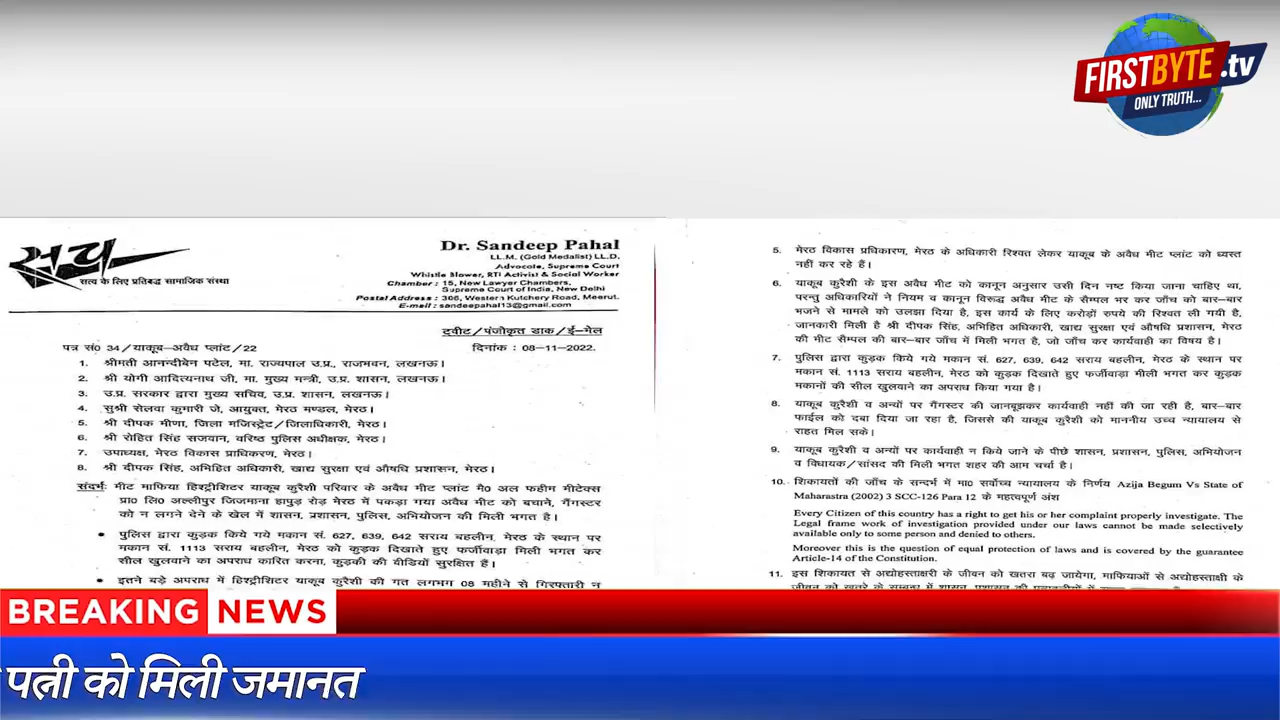 FIRSTBYTE.tv
ONLY TRUTH...
सच
सत्य के लिए प्रतिबद्ध सामाजिक संस्था
Dr. Sandeep Pahal
LL.M. (Gold Medalist) LL.D.
Advocate, Supreme Court
Whistle Blower, RTI Activist & Social Worker
Chamber : 15, New Lawyer Chambers,
Supreme Court of India, New Delhi
Postal Address : 306, Western Kutchery Road, Meerut.
E-mail : sandeeppahal13@gmail.com
ट्वीट/पंजीकृत डाक/ई-मेल
पत्र सं0 34/याकूब-अवैध प्लांट/22
दिनांक : 08-11-2022.
1. श्रीमती आनन्दीबेन पटेल, मा. राज्यपाल उ.प्र., राजभवन, लखनऊ।
2. श्री योगी आदित्यनाथ जी, मा. मुख्य मन्त्री, उ.प्र. शासन, लखनऊ।
3. उ.प्र. सरकार द्वारा मुख्य सचिव, उ.प्र. शासन, लखनऊ।
4. सुश्री सेलवा कुमारी जे, आयुक्त, मेरठ मण्डल, मेरठ।
5. श्री दीपक मीणा, जिला मजिस्ट्रेट/जिलाधिकारी, मेरठ।
6. श्री रोहित सिंह सजवान, वरिष्ठ पुलिस अधीक्षक, मेरठ।
7. उपाध्यक्ष, मेरठ विकास प्राधिकरण, मेरठ।
8. श्री दीपक सिंह, अभिहित अधिकारी, खाद्य सुरक्षा एवं औषधि प्रशासन, मेरठ।
संदर्भः मीट माफिया हिश्ट्रीशिटर याकूब कुरैशी परिवार के अवैध मीट प्लांट मै0 अल फहीम मीटेक्स
प्रा0 लि0 अल्लीपुर जिजमाना हापुड़ रोड़ मेरठ में पकड़ा गया अवैध मीट को बचाने, गैंगस्टर
को न लगने देने के खेल में शासन, प्रशासन, पुलिस, अभियोजन की मिली भगत है।
• पुलिस द्वारा कुड़क किये गये मकान सं. 627, 639, 642 सराय बहलीन, मेरठ के स्थान पर
मकान सं. 1113 सराय बहलीन, मेरठ को कुड़क दिखाते हुए फर्जीवाड़ा मिली भगत कर
सील खुलवाने का अपराध कारित करना, कुड़की की वीडियों सुरक्षित हैं।
• इतने बड़े अपराध में हिश्ट्रीशिटर याकूब कुरैशी की गत लगभग 08 महीने से गिरफ्तारी न
5. मेरठ विकास प्रधिकारण, मेरठ के अधिकारी रिश्वत लेकर याकूब के अवैध मीट प्लांट को ध्यस्त
नहीं कर रहे हैं।
6. याकूब कुरैशी के इस अवैध मीट को कानून अनुसार उसी दिन नष्ट किया जाना चाहिए था,
परन्तु अधिकारीयों ने नियम व कानून विरुद्ध अवैध मीट के सैम्पल भर कर जाँच को बार-बार
भजने से मामले को उलझा दिया है, इस कार्य के लिए करोड़ों रुपये की रिश्वत ली गयी है,
जानकारी मिली है श्री दीपक सिंह, अभिहित अधिकारी, खाद्य सुरक्षा एवं औषधि प्रशासन, मेरठ
की मीट सैम्पल की बार-बार जाँच में मिली भगत है, जो जाँच कर कार्यवाही का विषय है।
7. पुलिस द्वारा कुड़क किये गये मकान सं. 627, 639, 642 सराय बहलीन, मेरठ के स्थान पर
मकान सं. 1113 सराय बहलीन, मेरठ को कुड़क दिखाते हुए फर्जीवाड़ा मीली भगत कर कुड़क
मकानों की सील खुलवाने का अपराध किया गया है।
8. याकूब कुरैशी व अन्यों पर गैंगस्टर की जानबूझकर कार्यवाही नहीं की जा रही है, बार-बार
फाईल को दबा दिया जा रहा है, जिससे की याकूब कुरैशी को माननीय उच्च न्यायालय से
राहत मिल सके।
9. याकूब कुरैशी व अन्यों पर कार्यवाही न किये जाने के पीछे शासन, प्रशासन, पुलिस, अभियोजन
व विधायक/सांसद की मिली भगत शहर की आम चर्चा है।
10. शिकायतों की जाँच के सन्दर्भ में मा0 सर्वोच्च न्यायालय के निर्णय Azija Begum Vs State of
Maharastra (2002) 3 SCC-126 Para 12 के महत्वपूर्ण अंश
Every Citizen of this country has a right to get his or her complaint properly investigate. The
Legal frame work of investigation provided under our laws cannot be made selectively
available only to some person and denied to others.
Moreover this is the question of equal protection of laws and is covered by the guarantee
Article-14 of the Constitution.
11. इस शिकायत से अद्योहस्ताक्षरी के जीवन को खतरा बढ़ जायेगा, माफियाओं से अद्योहस्ताक्षी के
BREAKING NEWS
पत्नी को मिली जमानत